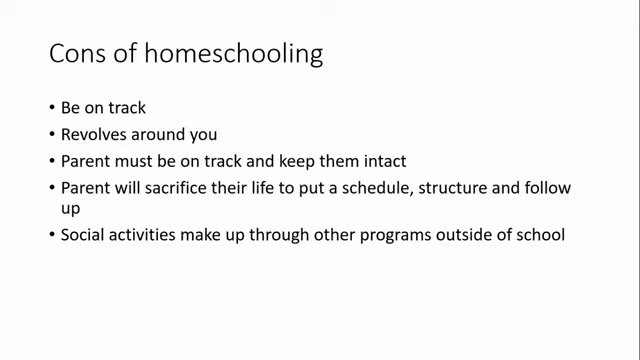 Cons of homeschooling
• Be on track
• Revolves around you
• Parent must be on track and keep them intact
• Parent will sacrifice their life to put a schedule, structure and follow
up
• Social activities make up through other programs outside of school